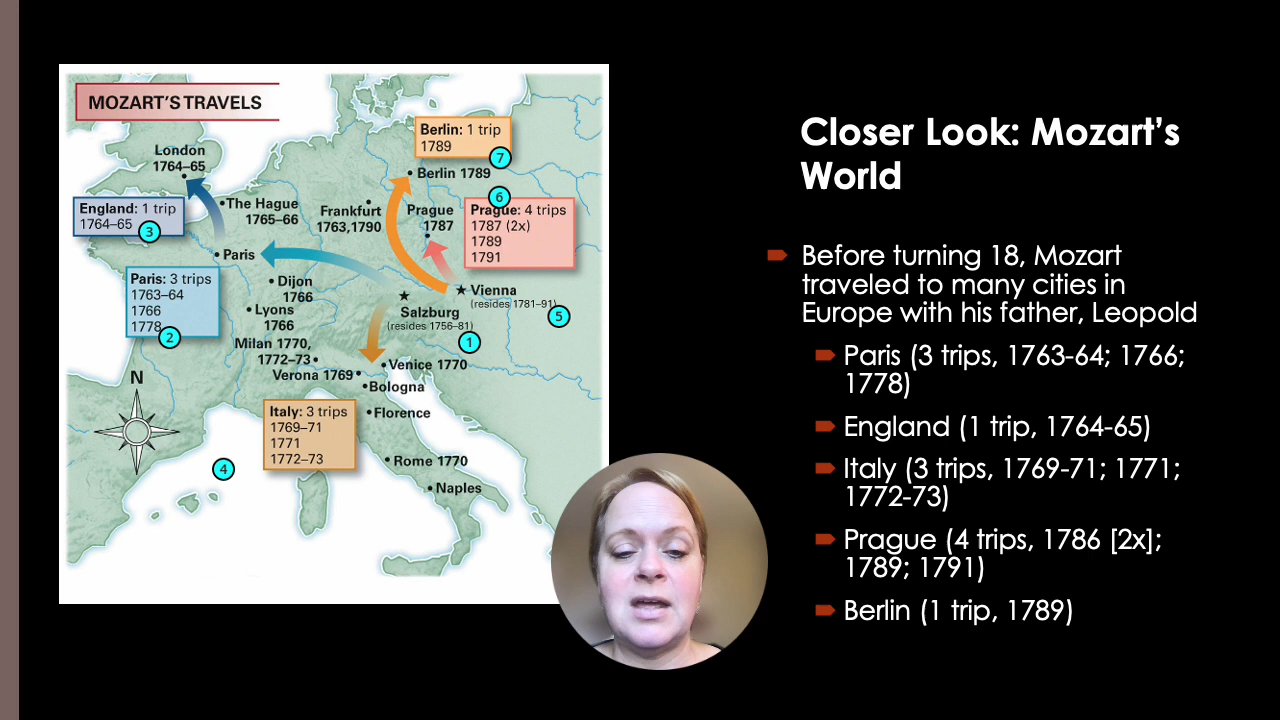 MOZART'S TRAVELS
London
1764–65
England: 1 trip
1764–65
3
The Hague
1765–66
Paris
Paris: 3 trips
1763–64
1766
1778
2
Dijon
1766
Lyons
1766
Frankfurt
1763,1790
Berlin: 1 trip
1789
7
Berlin 1789
6
Prague
1787
Prague: 4 trips
1787 (2x)
1789
1791
Vienna
(resides 1781–91)
5
Salzburg
(resides 1756–81)
1
Milan 1770,
1772–73
Verona 1769
Venice 1770
Bologna
Florence
Italy: 3 trips
1769–71
1771
1772–73
4
Rome 1770
Naples
N
Closer Look: Mozart's
World
Before turning 18, Mozart
traveled to many cities in
Europe with his father, Leopold
Paris (3 trips, 1763-64; 1766;
1778)
England (1 trip, 1764-65)
Italy (3 trips, 1769-71; 1771;
1772-73)
Prague (4 trips, 1786 [2x];
1789; 1791)
Berlin (1 trip, 1789)